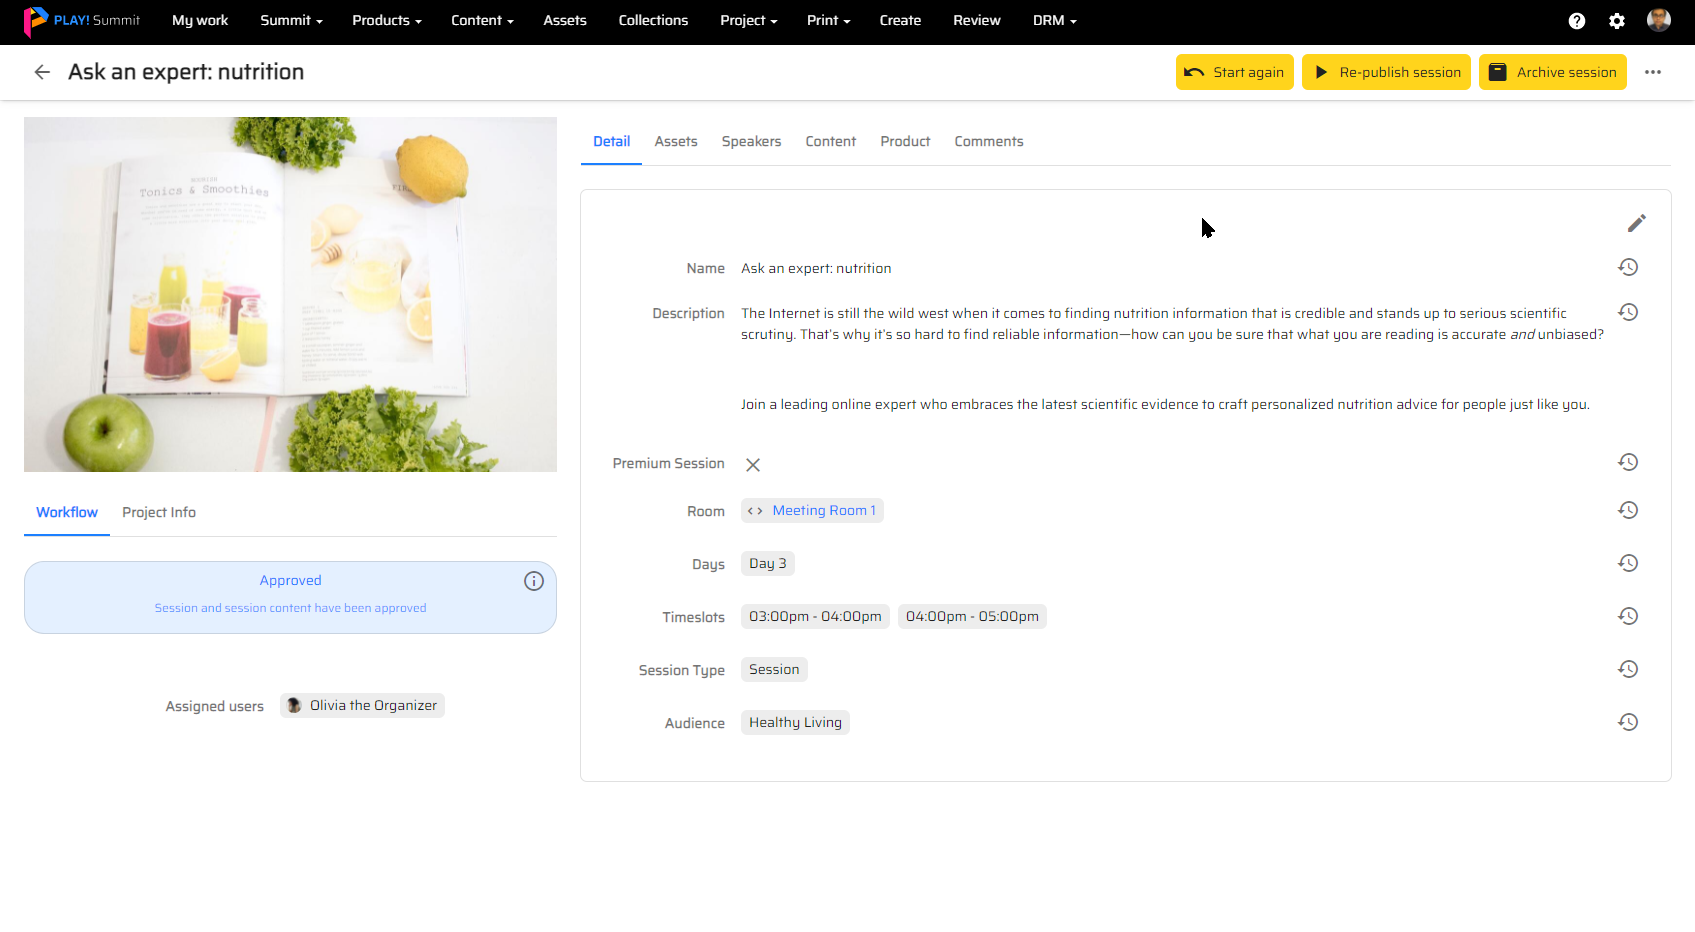 PLAY! Summit My work Summit Products Content Assets Collections Project Print Create Review DRM
Ask an expert: nutrition
Start again Re-publish session Archive session
Tonics & Smoothies
Detail Assets Speakers Content Product Comments
Name Ask an expert: nutrition
Description The Internet is still the wild west when it comes to finding nutrition information that is credible and stands up to serious scientific
scrutiny. That's why it's so hard to find reliable information—how can you be sure that what you are reading is accurate and unbiased?
Join a leading online expert who embraces the latest scientific evidence to craft personalized nutrition advice for people just like you.
Premium Session
Room Meeting Room 1
Days Day 3
Timeslots 03:00pm - 04:00pm 04:00pm - 05:00pm
Session Type Session
Audience Healthy Living
Workflow Project Info
Approved
Session and session content have been approved
Assigned users Olivia the Organizer